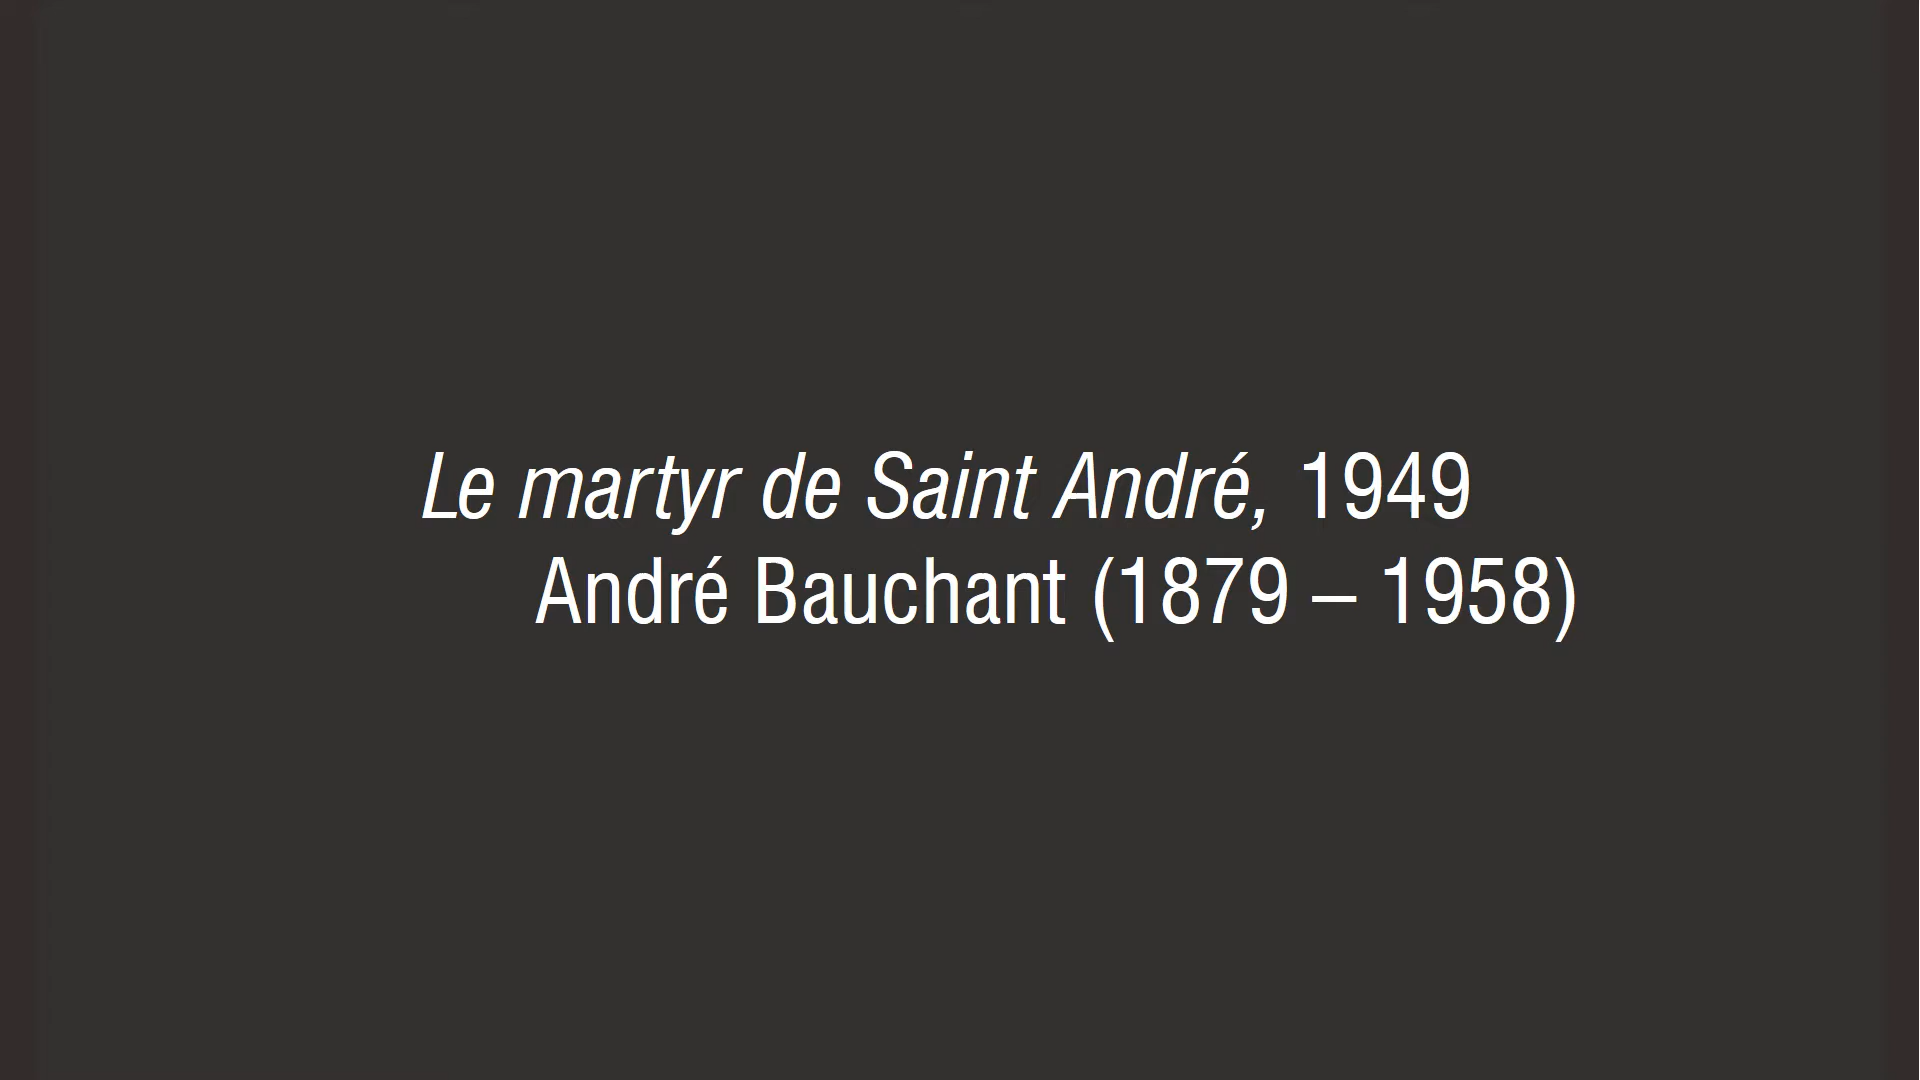 Le martyr de Saint André, 1949
André Bauchant (1879 – 1958)